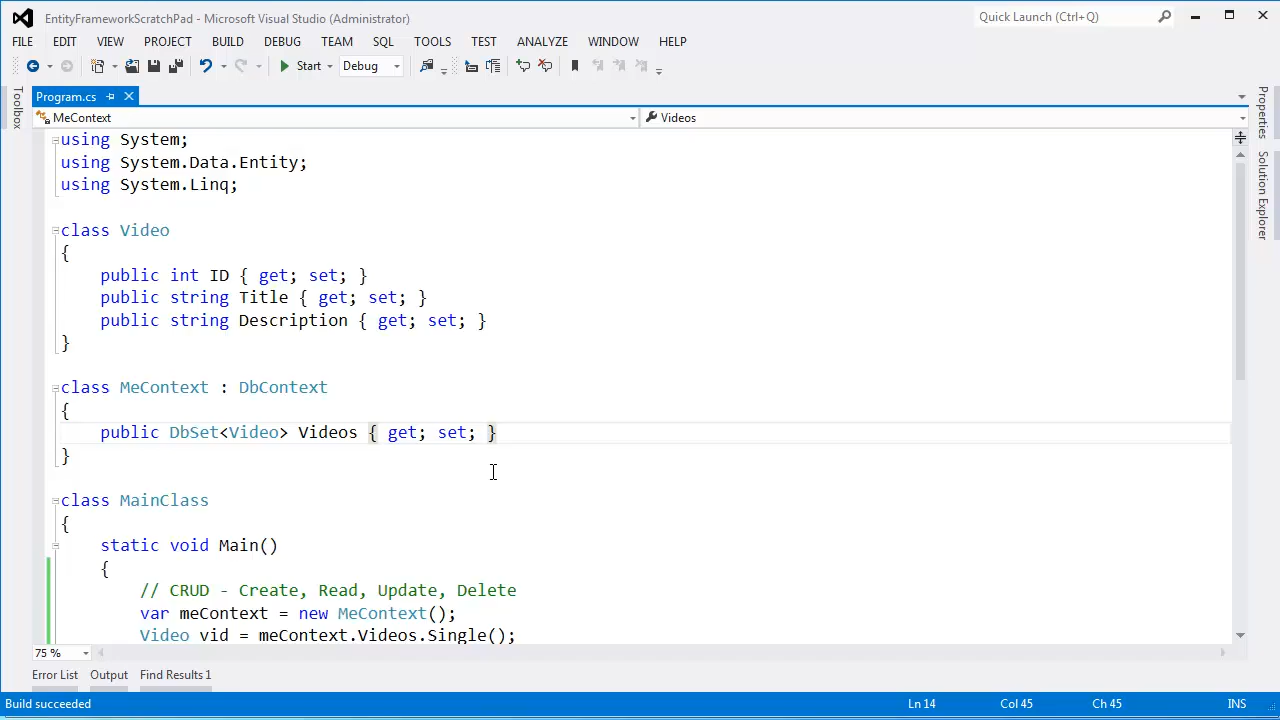 EntityFrameworkScratchPad - Microsoft Visual Studio (Administrator)
Quick Launch (Ctrl+Q)
FILE EDIT VIEW PROJECT BUILD DEBUG TEAM SQL TOOLS TEST ANALYZE WINDOW HELP
Start Debug
Toolbox
Program.cs
Properties
Solution Explorer
MeContext Videos
using System;
using System.Data.Entity;
using System.Linq;
class Video
{
public int ID { get; set; }
public string Title { get; set; }
public string Description { get; set; }
}
class MeContext : DbContext
{
public DbSet<Video> Videos { get; set; }
}
class MainClass
{
static void Main()
{
// CRUD - Create, Read, Update, Delete
var meContext = new MeContext();
Video vid = meContext.Videos.Single();
75 %
Error List Output Find Results 1
Build succeeded Ln 14 Col 45 Ch 45 INS